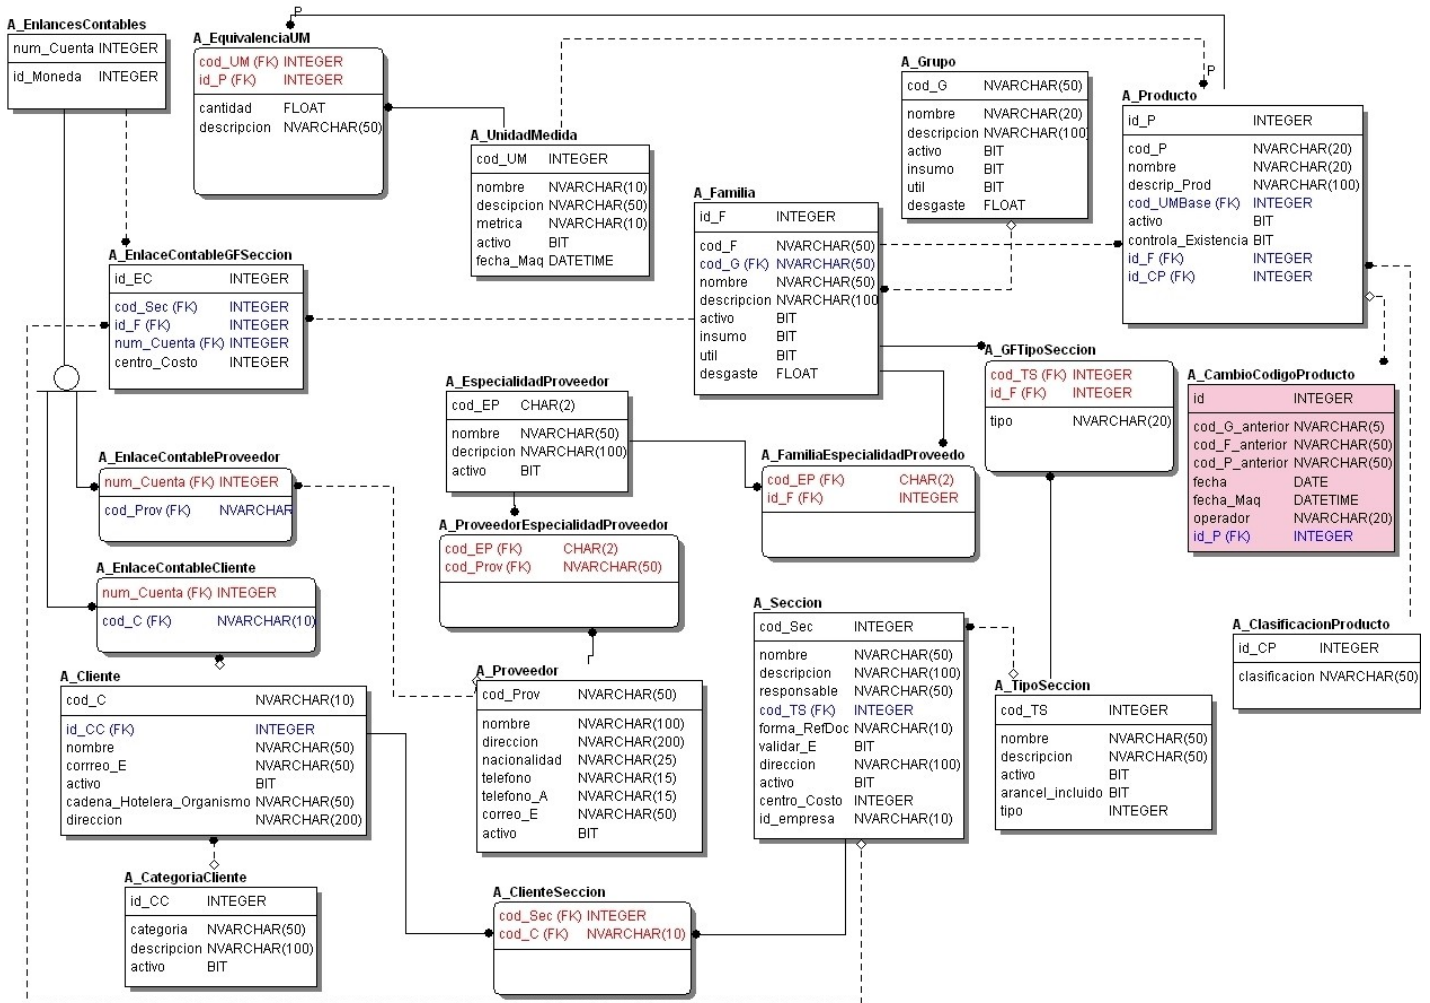 A_EnlancesContables
num_Cuenta INTEGER
id_Moneda INTEGER
A_EquivalenciaUM
cod_UM (FK) INTEGER
id_P (FK) INTEGER
cantidad FLOAT
descripcion NVARCHAR(50)
P
P
A_UnidadMedida
cod_UM INTEGER
nombre NVARCHAR(10)
descipcion NVARCHAR(50)
metrica NVARCHAR(10)
activo BIT
fecha_Maq DATETIME
A_Grupo
cod_G NVARCHAR(50)
nombre NVARCHAR(20)
descripcion NVARCHAR(100)
activo BIT
insumo BIT
util BIT
desgaste FLOAT
A_Producto
id_P INTEGER
cod_P NVARCHAR(20)
nombre NVARCHAR(20)
descrip_Prod NVARCHAR(100)
cod_UMBase (FK) INTEGER
activo BIT
controla_Existencia BIT
id_F (FK) INTEGER
id_CP (FK) INTEGER
A_Familia
id_F INTEGER
cod_F NVARCHAR(50)
cod_G (FK) NVARCHAR(50)
nombre NVARCHAR(50)
descripcion NVARCHAR(100
activo BIT
insumo BIT
util BIT
desgaste FLOAT
A_EnlaceContableGFSeccion
id_EC INTEGER
cod_Sec (FK) INTEGER
id_F (FK) INTEGER
num_Cuenta (FK) INTEGER
centro_Costo INTEGER
A_GFTipoSeccion
cod_TS (FK) INTEGER
id_F (FK) INTEGER
tipo NVARCHAR(20)
A_CambioCodigoProducto
id INTEGER
cod_G_anterior NVARCHAR(5)
cod_F_anterior NVARCHAR(50)
cod_P_anterior NVARCHAR(50)
fecha DATE
fecha_Maq DATETIME
operador NVARCHAR(20)
id_P (FK) INTEGER
A_EspecialidadProveedor
cod_EP CHAR(2)
nombre NVARCHAR(50)
decripcion NVARCHAR(100)
activo BIT
A_FamiliaEspecialidadProveedo
cod_EP (FK) CHAR(2)
id_F (FK) INTEGER
A_EnlaceContableProveedor
num_Cuenta (FK) INTEGER
cod_Prov (FK) NVARCHAR
A_ProveedorEspecialidadProveedor
cod_EP (FK) CHAR(2)
cod_Prov (FK) NVARCHAR(50)
A_EnlaceContableCliente
num_Cuenta (FK) INTEGER
cod_C (FK) NVARCHAR(10)
A_Seccion
cod_Sec INTEGER
nombre NVARCHAR(50)
descripcion NVARCHAR(100)
responsable NVARCHAR(50)
cod_TS (FK) INTEGER
forma_RefDoc NVARCHAR(10)
validar_E BIT
direccion NVARCHAR(100)
activo BIT
centro_Costo INTEGER
id_empresa NVARCHAR(10)
A_ClasificacionProducto
id_CP INTEGER
clasificacion NVARCHAR(50)
A_Cliente
cod_C NVARCHAR(10)
id_CC (FK) INTEGER
nombre NVARCHAR(50)
corrreo_E NVARCHAR(50)
activo BIT
cadena_Hotelera_Organismo NVARCHAR(50)
direccion NVARCHAR(200)
A_Proveedor
cod_Prov NVARCHAR(50)
nombre NVARCHAR(100)
direccion NVARCHAR(200)
nacionalidad NVARCHAR(25)
telefono NVARCHAR(15)
telefono_A NVARCHAR(15)
correo_E NVARCHAR(50)
activo BIT
A_TipoSeccion
cod_TS INTEGER
nombre NVARCHAR(50)
descripcion NVARCHAR(50)
activo BIT
arancel_incluido BIT
tipo INTEGER
A_CategoriaCliente
id_CC INTEGER
categoria NVARCHAR(50)
descripcion NVARCHAR(100)
activo BIT
A_ClienteSeccion
cod_Sec (FK) INTEGER
cod_C (FK) NVARCHAR(10)